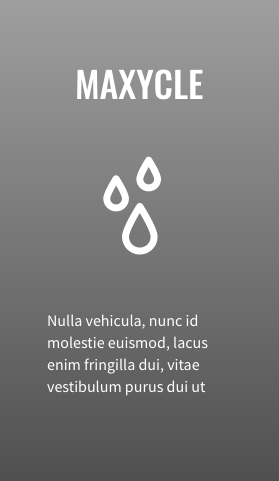 MAXYCLE
Nulla vehicula, nunc id
molestie euismod, lacus
enim fringilla dui, vitae
vestibulum purus dui ut